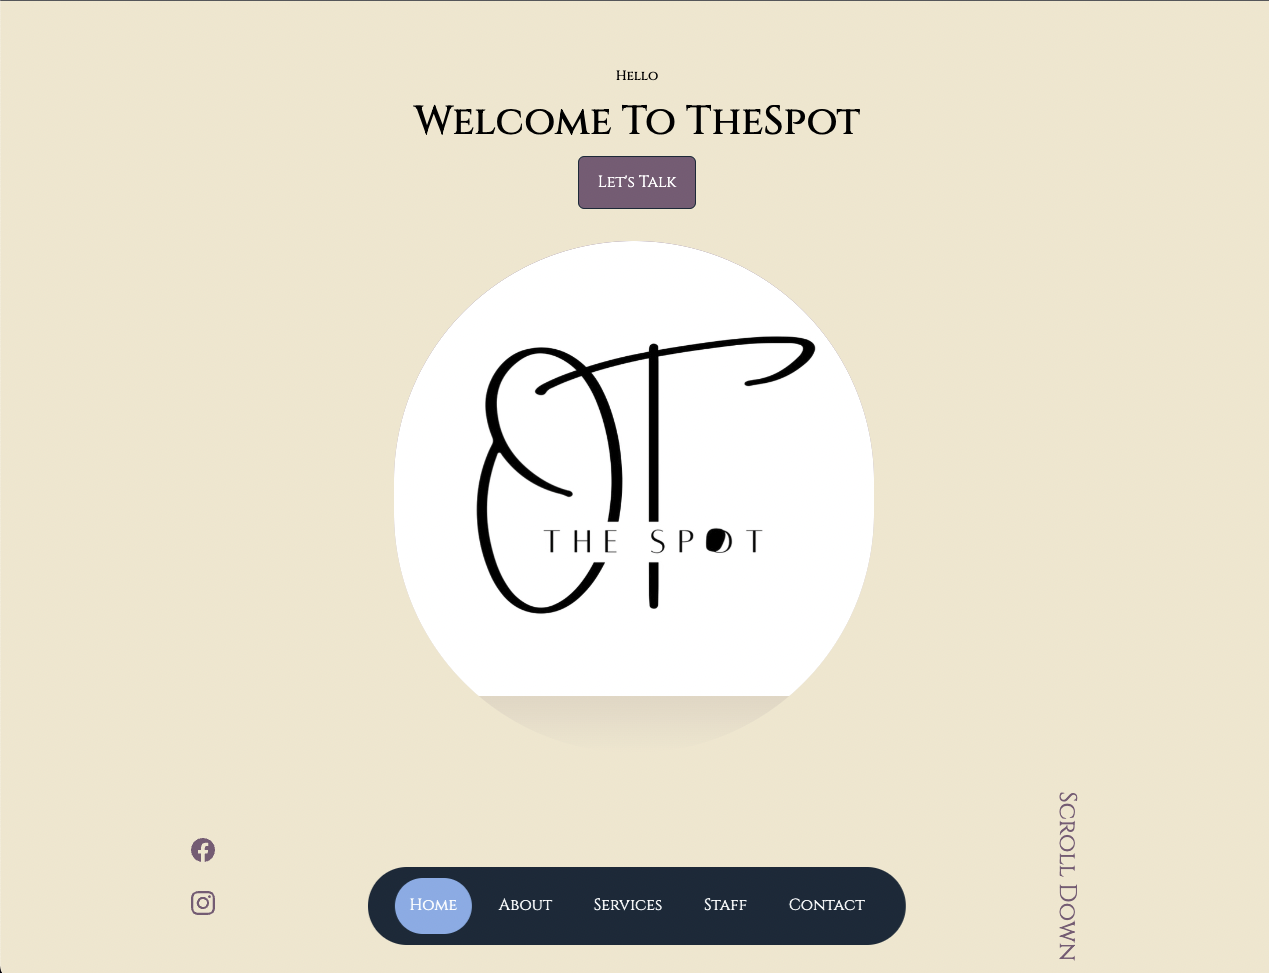 Hello
Welcome To TheSpot
Let's Talk
THE SPOT
Scroll Down
Home About Services Staff Contact